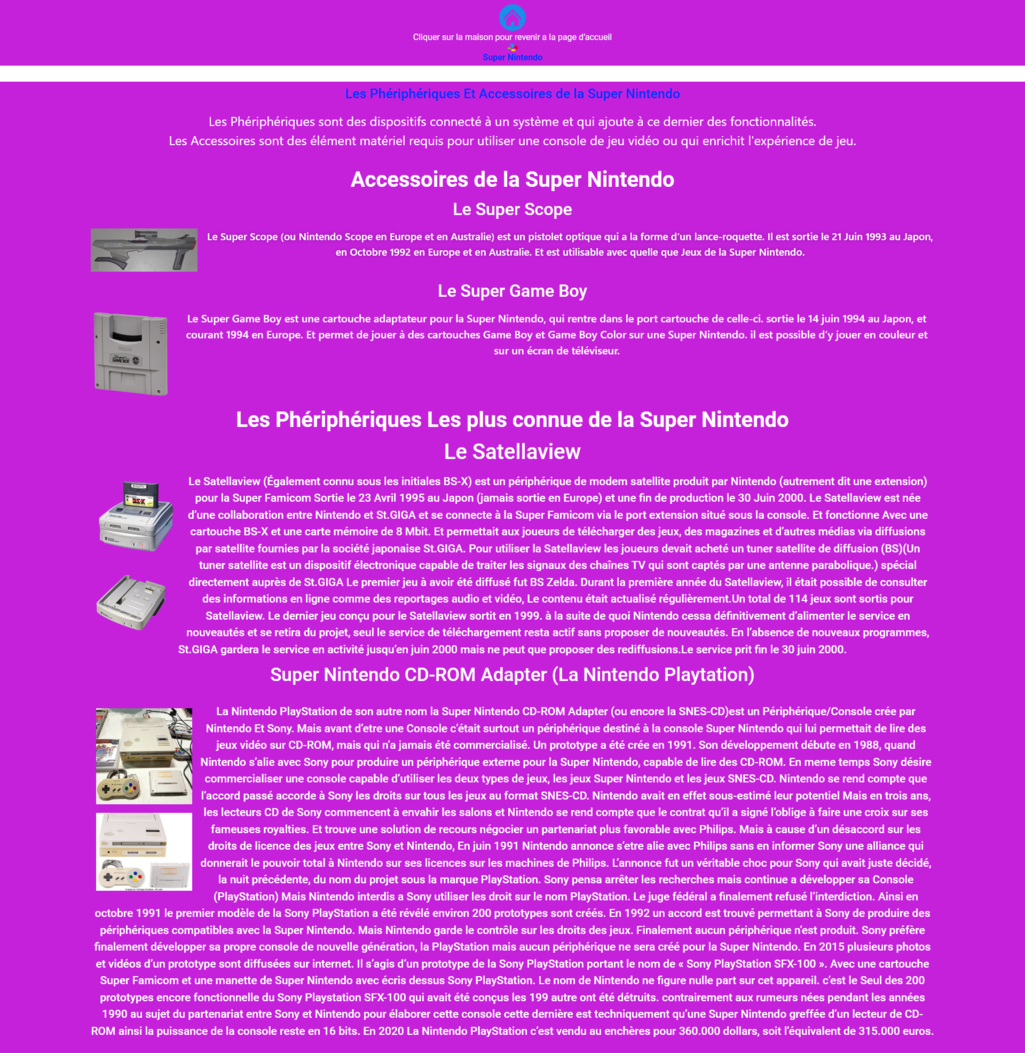 Cliquer sur la maison pour revenir a la page d'accueil
Super Nintendo
Les Phériphériques Et Accessoires de la Super Nintendo
Les Phériphériques sont des dispositifs connecté à un système et qui ajoute à ce dernier des fonctionnalités.
Les Accessoires sont des élément matériel requis pour utiliser une console de jeu vidéo ou qui enrichit l'expérience de jeu.
Accessoires de la Super Nintendo
Le Super Scope
Le Super Scope (ou Nintendo Scope en Europe et en Australie) est un pistolet optique qui a la forme d'un lance-roquette. Il est sortie le 21 Juin 1993 au Japon,
en Octobre 1992 en Europe et en Australie. Et est utilisable avec quelle que Jeux de la Super Nintendo.
Le Super Game Boy
Le Super Game Boy est une cartouche adaptateur pour la Super Nintendo, qui rentre dans le port cartouche de celle-ci. sortie le 14 juin 1994 au Japon, et
courant 1994 en Europe. Et permet de jouer à des cartouches Game Boy et Game Boy Color sur une Super Nintendo. il est possible d'y jouer en couleur et
sur un écran de téléviseur.
Les Phériphériques Les plus connue de la Super Nintendo
Le Satellaview
Le Satellaview (Également connu sous les initiales BS-X) est un périphérique de modem satellite produit par Nintendo (autrement dit une extension)
pour la Super Famicom Sortie le 23 Avril 1995 au Japon (jamais sortie en Europe) et une fin de production le 30 Juin 2000. Le Satellaview est née
d'une collaboration entre Nintendo et St.GIGA et se connecte à la Super Famicom via le port extension situé sous la console. Et fonctionne Avec une
cartouche BS-X et une carte mémoire de 8 Mbit. Et permettait aux joueurs de télécharger des jeux, des magazines et d'autres médias via diffusions
par satellite fournies par la société japonaise St.GIGA. Pour utiliser la Satellaview les joueurs devait acheté un tuner satellite de diffusion (BS)(Un
tuner satellite est un dispositif électronique capable de traiter les signaux des chaînes TV qui sont captés par une antenne parabolique.) spécial
directement auprès de St.GIGA Le premier jeu à avoir été diffusé fut BS Zelda. Durant la première année du Satellaview, il était possible de consulter
des informations en ligne comme des reportages audio et vidéo, Le contenu était actualisé régulièrement.Un total de 114 jeux sont sortis pour
Satellaview. Le dernier jeu conçu pour le Satellaview sortit en 1999. à la suite de quoi Nintendo cessa définitivement d'alimenter le service en
nouveautés et se retira du projet, seul le service de téléchargement resta actif sans proposer de nouveautés. En l'absence de nouveaux programmes,
St.GIGA gardera le service en activité jusqu'en juin 2000 mais ne peut que proposer des rediffusions.Le service prit fin le 30 juin 2000.
Super Nintendo CD-ROM Adapter (La Nintendo Playtation)
La Nintendo PlayStation de son autre nom la Super Nintendo CD-ROM Adapter (ou encore la SNES-CD)est un Périphérique/Console crée par
Nintendo Et Sony. Mais avant d'etre une Console c'était surtout un périphérique destiné à la console Super Nintendo qui lui permettait de lire des
jeux vidéo sur CD-ROM, mais qui n'a jamais été commercialisé. Un prototype a été crée en 1991. Son développement débute en 1988, quand
Nintendo s'alie avec Sony pour produire un périphérique externe pour la Super Nintendo, capable de lire des CD-ROM. En meme temps Sony désire
commercialiser une console capable d'utiliser les deux types de jeux, les jeux Super Nintendo et les jeux SNES-CD. Nintendo se rend compte que
l'accord passé accorde à Sony les droits sur tous les jeux au format SNES-CD. Nintendo avait en effet sous-estimé leur potentiel Mais en trois ans,
les lecteurs CD de Sony commencent à envahir les salons et Nintendo se rend compte que le contrat qu'il a signé l'oblige à faire une croix sur ses
fameuses royalties. Et trouve une solution de recours négocier un partenariat plus favorable avec Philips. Mais à cause d'un désaccord sur les
droits de licence des jeux entre Sony et Nintendo, En juin 1991 Nintendo annonce s'etre alie avec Philips sans en informer Sony une alliance qui
donnerait le pouvoir total à Nintendo sur ses licences sur les machines de Philips. L'annonce fut un véritable choc pour Sony qui avait juste décidé,
la nuit précédente, du nom du projet sous la marque PlayStation. Sony pensa arrêter les recherches mais continue a développer sa Console
(PlayStation) Mais Nintendo interdis a Sony utiliser les droit sur le nom PlayStation. Le juge fédéral a finalement refusé l'interdiction. Ainsi en
octobre 1991 le premier modèle de la Sony PlayStation a été révélé environ 200 prototypes sont créés. En 1992 un accord est trouvé permettant à Sony de produire des
périphériques compatibles avec la Super Nintendo. Mais Nintendo garde le contrôle sur les droits des jeux. Finalement aucun périphérique n'est produit. Sony préfère
finalement développer sa propre console de nouvelle génération, la PlayStation mais aucun périphérique ne sera créé pour la Super Nintendo. En 2015 plusieurs photos
et vidéos d'un prototype sont diffusées sur internet. Il s'agis d'un prototype de la Sony PlayStation portant le nom de « Sony PlayStation SFX-100 ». Avec une cartouche
Super Famicom et une manette de Super Nintendo avec écris dessus Sony PlayStation. Le nom de Nintendo ne figure nulle part sur cet appareil. c'est le Seul des 200
prototypes encore fonctionnelle du Sony Playstation SFX-100 qui avait été conçus les 199 autre ont été détruits. contrairement aux rumeurs nées pendant les années
1990 au sujet du partenariat entre Sony et Nintendo pour élaborer cette console cette dernière est techniquement qu'une Super Nintendo greffée d'un lecteur de CD-
ROM ainsi la puissance de la console reste en 16 bits. En 2020 La Nintendo PlayStation c'est vendu au enchères pour 360.000 dollars, soit l'équivalent de 315.000 euros.